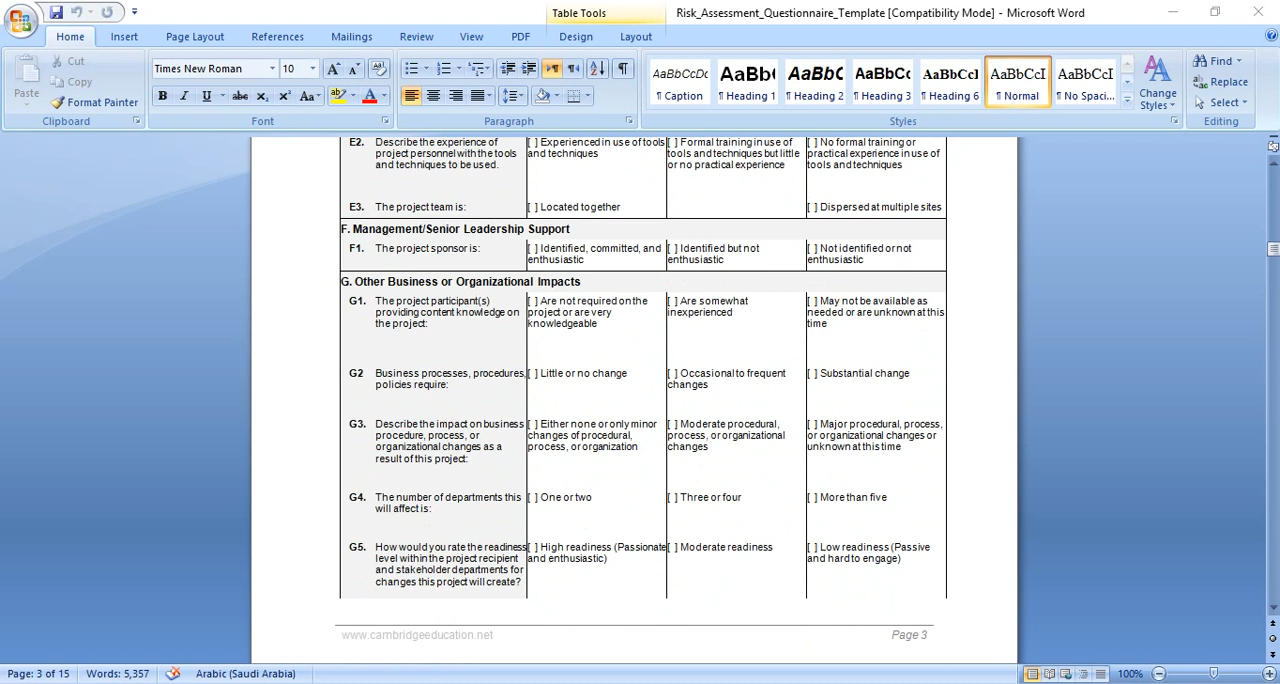 Table Tools
Risk_Assessment_Questionnaire_Template [Compatibility Mode] - Microsoft Word
Home Insert Page Layout References Mailings Review View PDF Design Layout
Paste
Cut
Copy
Format Painter
Clipboard
Times New Roman 10
Font
Paragraph
AaBbCcDc AaBbC AaBbC AaBbCc AaBbCcI AaBbCcI AaBbCcI
¶ Caption ¶ Heading 1 ¶ Heading 2 ¶ Heading 3 ¶ Heading 6 ¶ Normal ¶ No Spaci...
Change
Styles
Styles
Find
Replace
Select
Editing
E2. Describe the experience of
project personnel with the tools
and techniques to be used.
[ ] Experienced in use of tools
and techniques
[ ] Formal training in use of
tools and techniques but little
or no practical experience
[ ] No formal training or
practical experience in use of
tools and techniques
E3. The project team is:
[ ] Located together
[ ] Dispersed at multiple sites
F. Management/Senior Leadership Support
F1. The project sponsor is:
[ ] Identified, committed, and
enthusiastic
[ ] Identified but not
enthusiastic
[ ] Not identified or not
enthusiastic
G. Other Business or Organizational Impacts
G1. The project participant(s)
providing content knowledge on
the project:
[ ] Are not required on the
project or are very
knowledgeable
[ ] Are somewhat
inexperienced
[ ] May not be available as
needed or are unknown at this
time
G2 Business processes, procedures,
policies require:
[ ] Little or no change
[ ] Occasional to frequent
changes
[ ] Substantial change
G3. Describe the impact on business
procedure, process, or
organizational changes as a
result of this project:
[ ] Either none or only minor
changes of procedural,
process, or organization
[ ] Moderate procedural,
process, or organizational
changes
[ ] Major procedural, process,
or organizational changes or
unknown at this time
G4. The number of departments this
will affect is:
[ ] One or two
[ ] Three or four
[ ] More than five
G5. How would you rate the readiness
level within the project recipient
and stakeholder departments for
changes this project will create?
[ ] High readiness (Passionate
and enthusiastic)
[ ] Moderate readiness
[ ] Low readiness (Passive
and hard to engage)
www.cambridgeeducation.net
Page 3
Page: 3 of 15 Words: 5,357 Arabic (Saudi Arabia) 100%